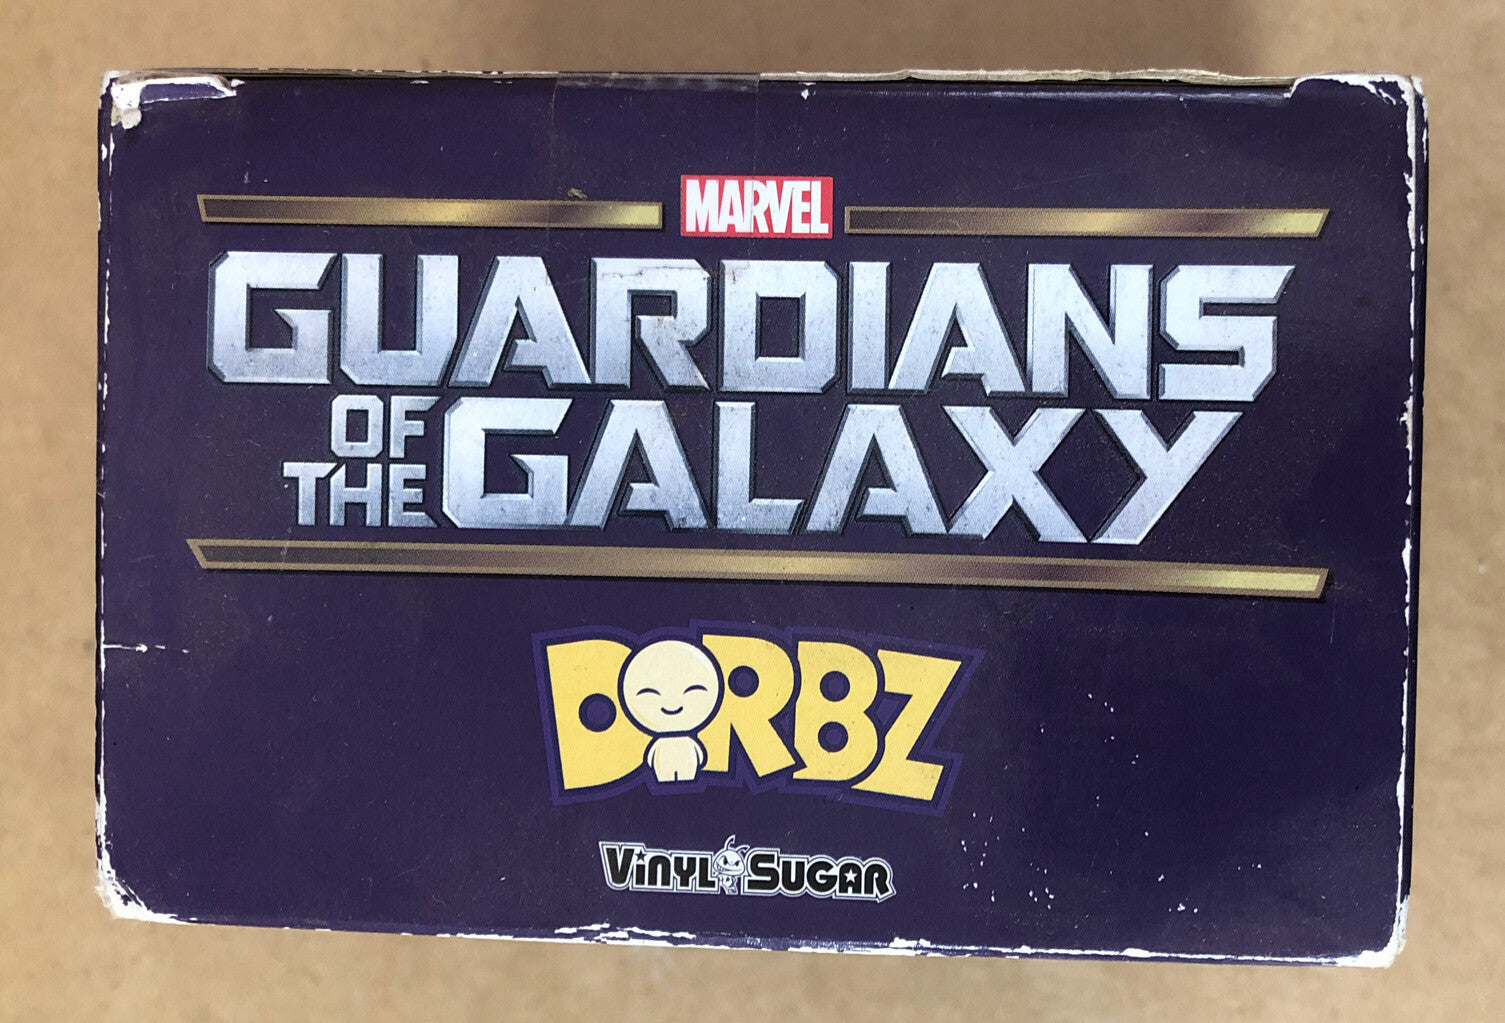 MARVEL
GUARDIANS
OF THE GALAXY
DORBZ
VINYL SUGAR